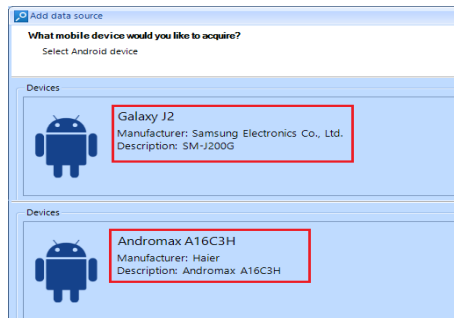 Add data source
What mobile device would you like to acquire?
Select Android device
Devices
Galaxy J2
Manufacturer: Samsung Electronics Co., Ltd.
Description: SM-J200G
Devices
Andromax A16C3H
Manufacturer: Haier
Description: Andromax A16C3H